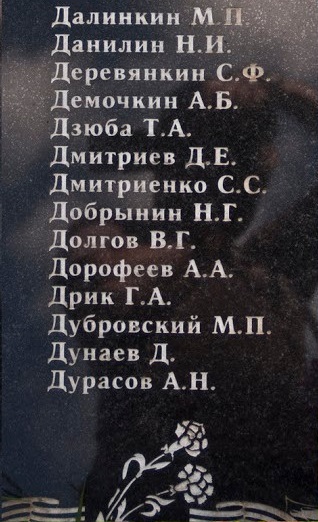 Далинкин М.П
Данилин Н.И.
Деревянкин С.Ф.
Демочкин А.Б.
Дзюба Т.А.
Дмитриев Д.Е.
Дмитриенко С.С.
Добрынин Н.Г.
Долгов В.Г.
Дорофеев А.А.
Дрик Г.А.
Дубровский М.П.
Дунаев Д.
Дурасов А.Н.